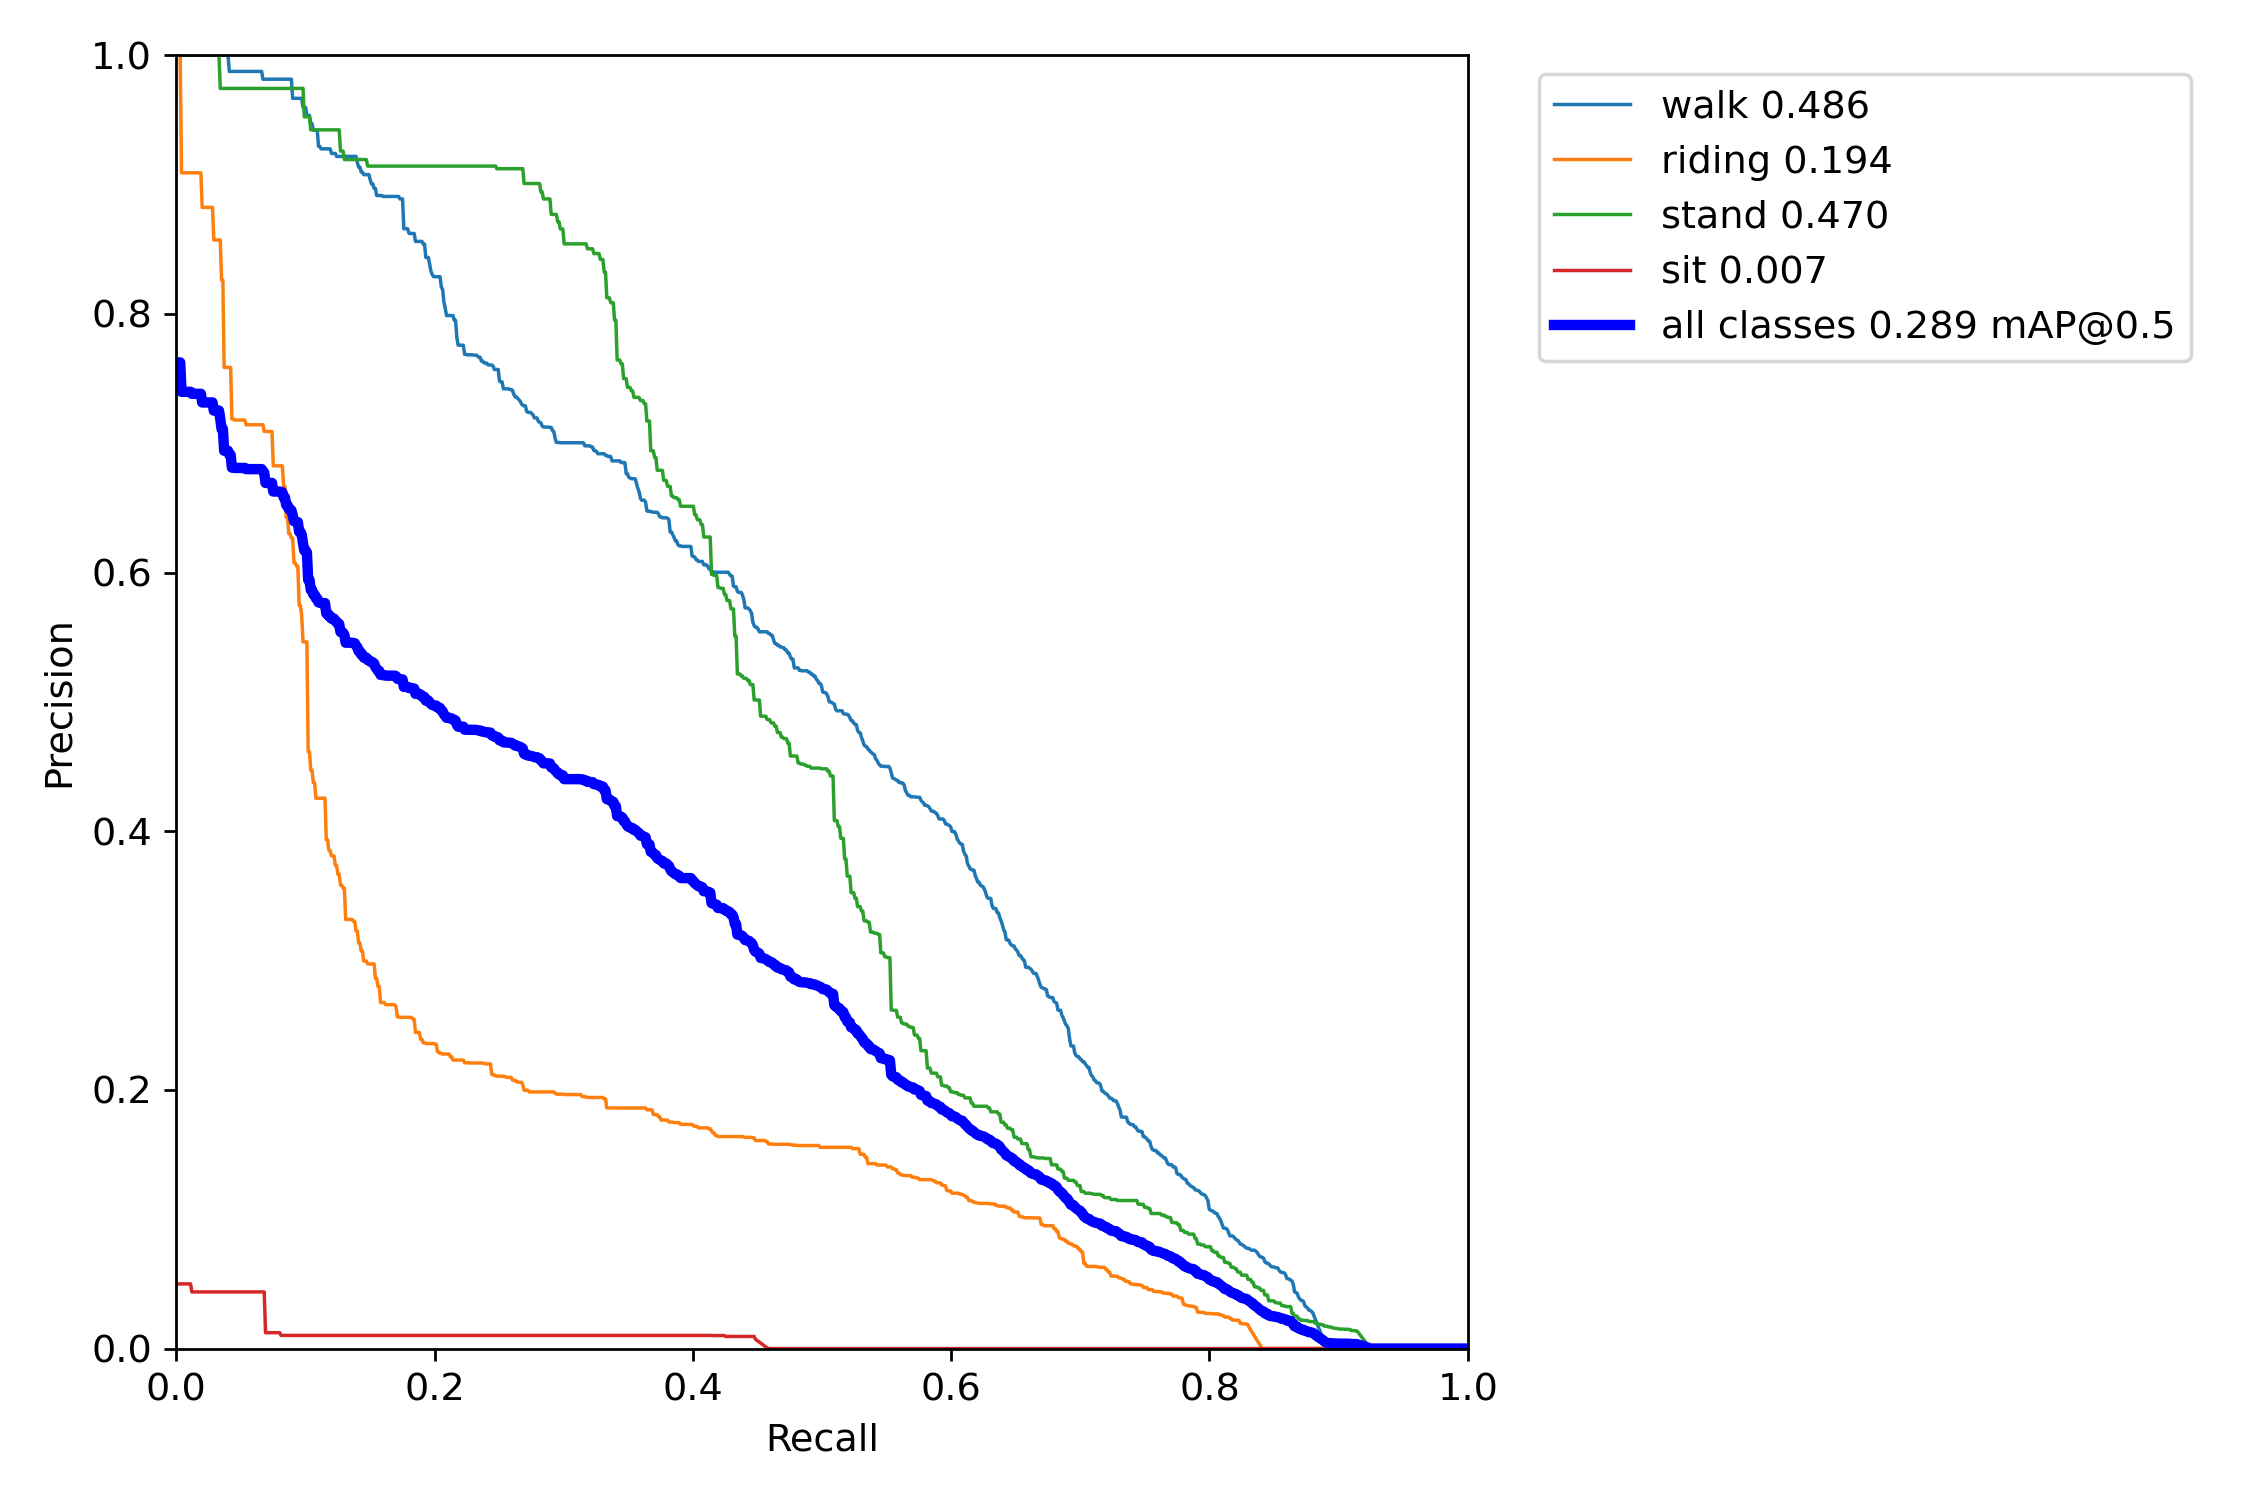 1.0
0.8
0.6
0.4
0.2
0.0
Precision
0.0 0.2 0.4 0.6 0.8 1.0
Recall
walk 0.486
riding 0.194
stand 0.470
sit 0.007
all classes 0.289 mAP@0.5